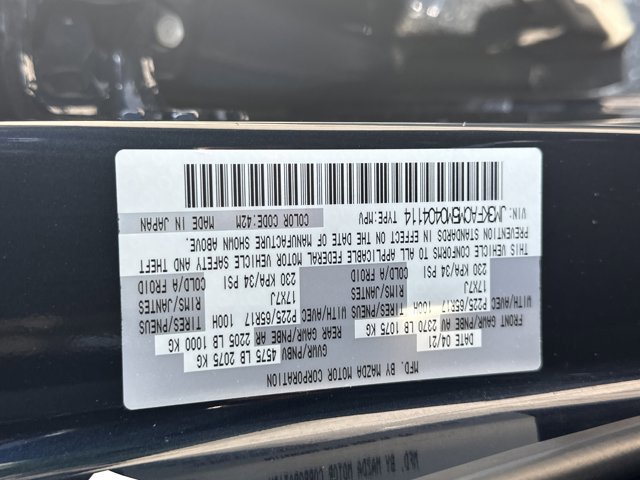 MFD. BY MAZDA MOTOR CORPORATION
DATE 04/21
GVWR/PNBV 4575 LB 2075 KG
FRONT GAWR/PNBE AV 2370 LB 1075 KG
REAR GAWR/PNBE AR 2205 LB 1000 KG
WITH/AVEC TIRES/PNEUS P225/65R17 100H
WITH/AVEC TIRES/PNEUS P225/65R17 100H
RIMS/JANTES 17X7J
RIMS/JANTES 17X7J
COLD/A FROID 230 KPA/34 PSI
COLD/A FROID 230 KPA/34 PSI
THIS VEHICLE CONFORMS TO ALL APPLICABLE FEDERAL MOTOR VEHICLE SAFETY AND THEFT
PREVENTION STANDARDS IN EFFECT ON THE DATE OF MANUFACTURE SHOWN ABOVE.
VIN: JM3KFACM5M0404114 TYPE:MPV
COLOR CODE:42M MADE IN JAPAN